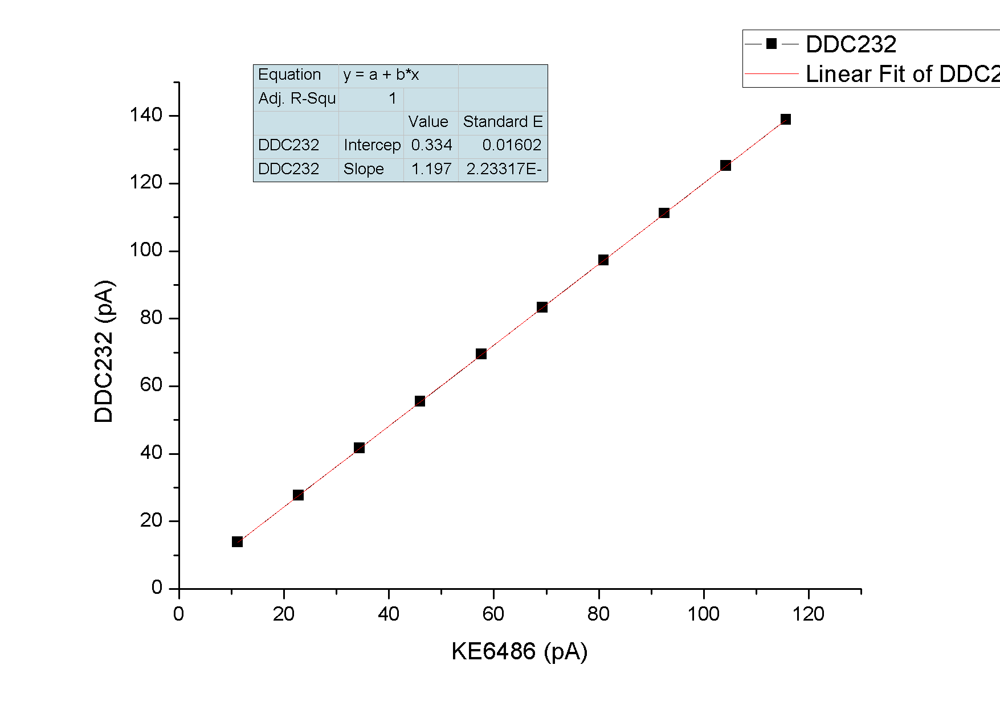 DDC232
Linear Fit of DDC2
Equation y = a + b*x
Adj. R-Squ 1
Value Standard E
DDC232 Intercep 0.334 0.01602
DDC232 Slope 1.197 2.23317E-
140
120
100
80
60
40
20
0
DDC232 (pA)
0 20 40 60 80 100 120
KE6486 (pA)